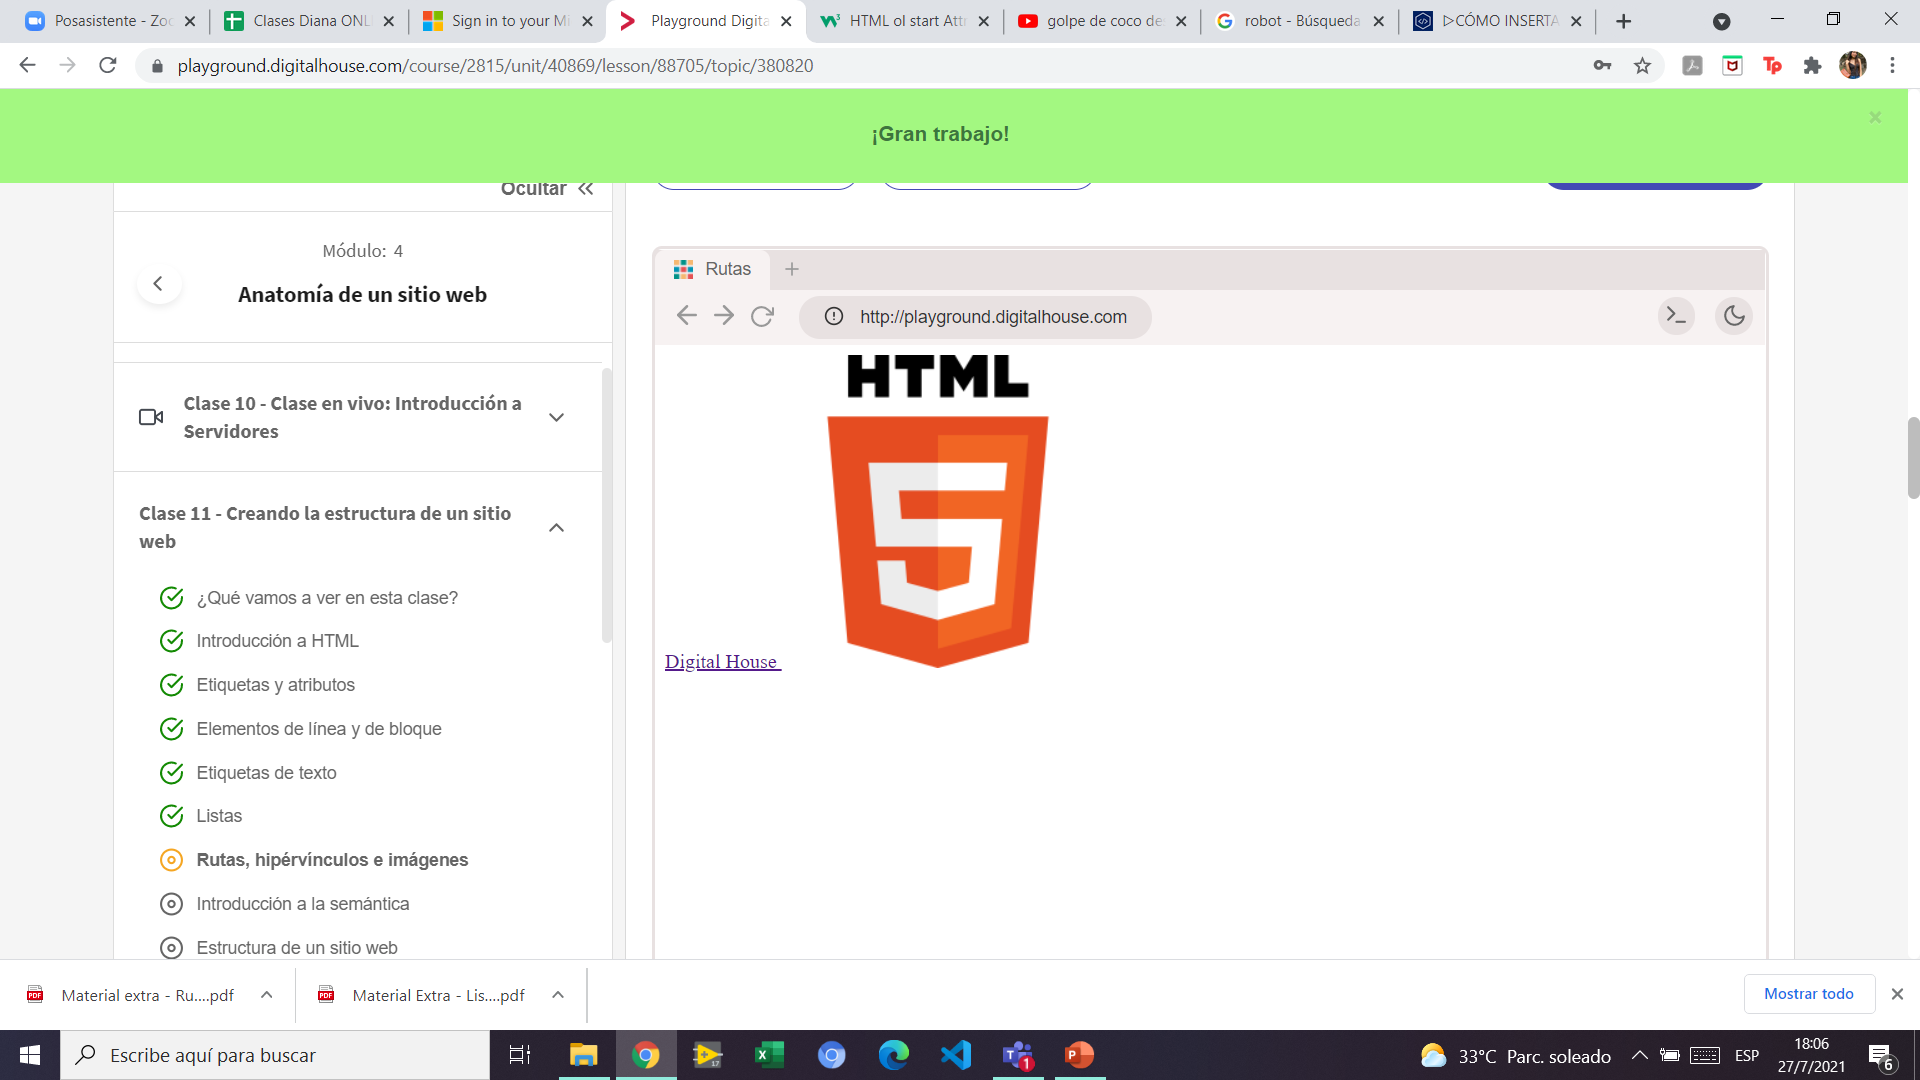 Posasistente - Zoo
Clases Diana ONL
Sign in to your Mi
Playground Digita
HTML ol start Attr
golpe de coco de
robot - Búsqueda
▷CÓMO INSERTA
playground.digitalhouse.com/course/2815/unit/40869/lesson/88705/topic/380820
¡Gran trabajo!
Ocultar
Módulo: 4
Anatomía de un sitio web
Clase 10 - Clase en vivo: Introducción a
Servidores
Clase 11 - Creando la estructura de un sitio
web
¿Qué vamos a ver en esta clase?
Introducción a HTML
Etiquetas y atributos
Elementos de línea y de bloque
Etiquetas de texto
Listas
Rutas, hipérvínculos e imágenes
Introducción a la semántica
Estructura de un sitio web
Rutas
http://playground.digitalhouse.com
HTML
5
Digital House
Material extra - Ru....pdf
Material Extra - Lis....pdf
Mostrar todo
Escribe aquí para buscar
33°C Parc. soleado
ESP
18:06
27/7/2021
6